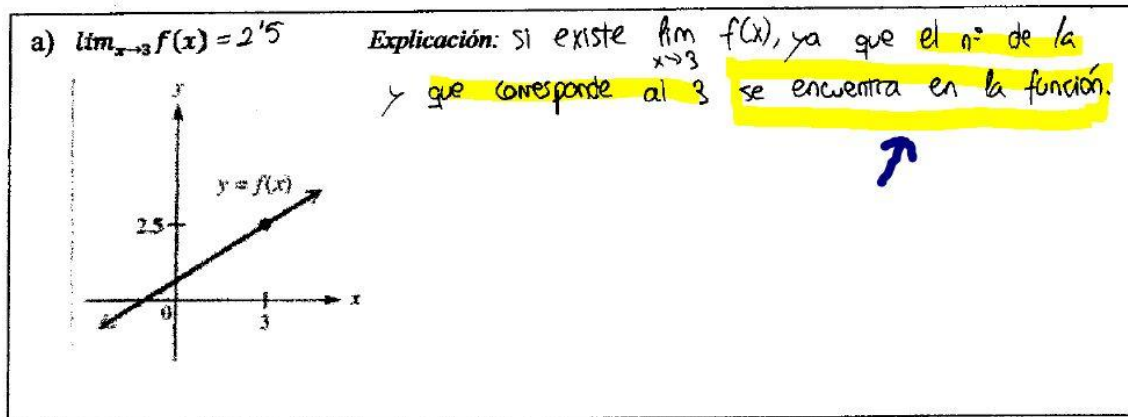 a) lim_{x→3} f(x) = 2'5 Explicación: Si existe lim_{x→3} f(x), ya que el nº de la
y que corresponde al 3 se encuentra en la función.
y
y = f(x)
2.5
0
3
x